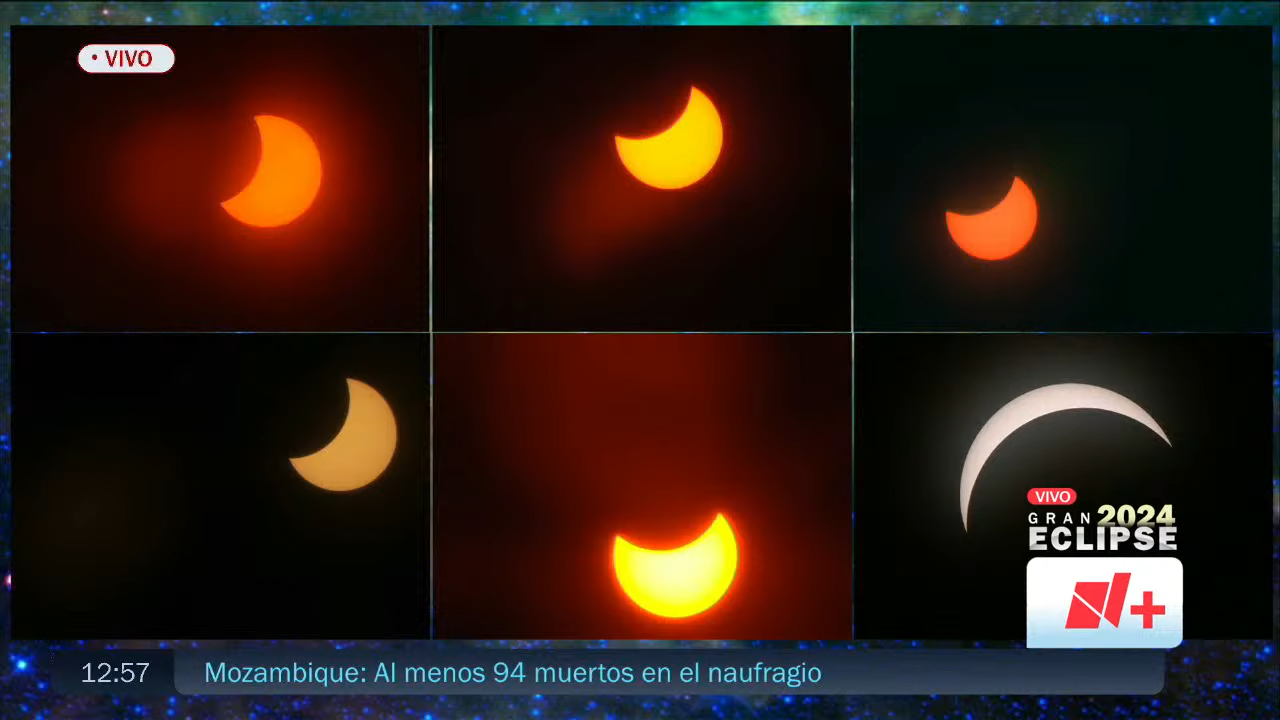 • VIVO
VIVO
GRAN 2024
ECLIPSE
N+
12:57
Mozambique: Al menos 94 muertos en el naufragio